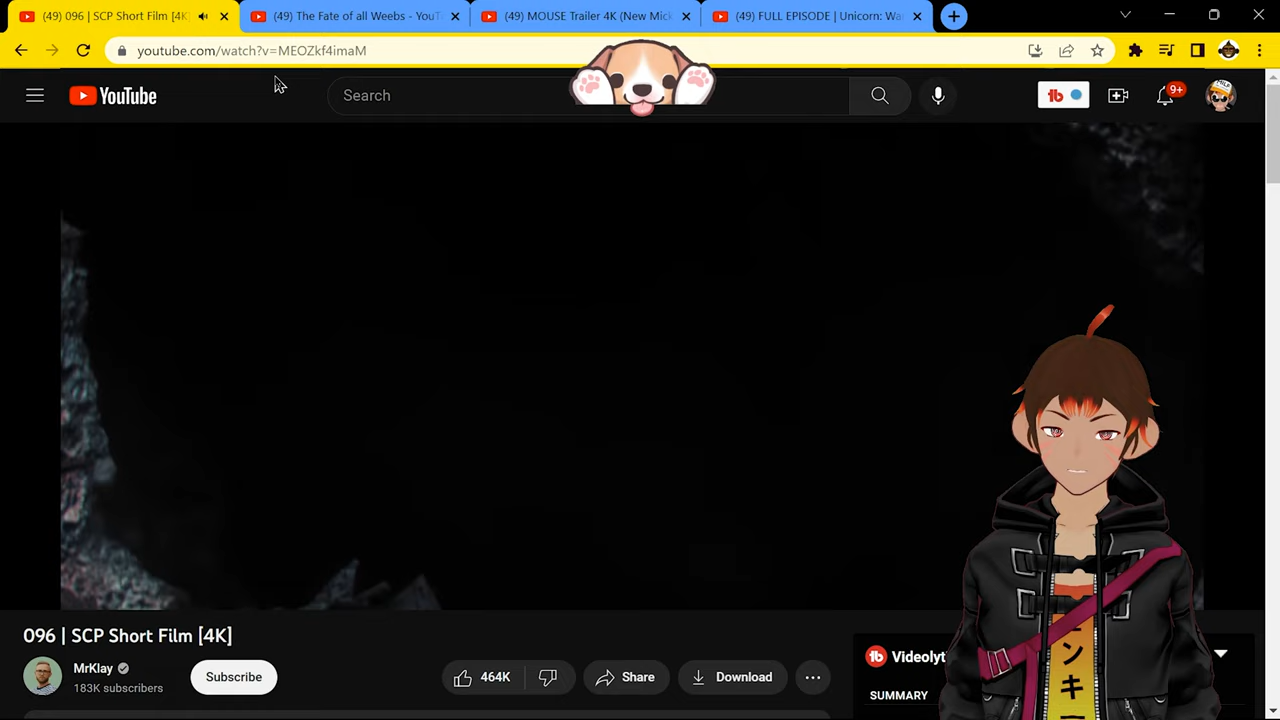 (49) 096 | SCP Short Film [4K
(49) The Fate of all Weebs - YouT
(49) MOUSE Trailer 4K (New Mick
(49) FULL EPISODE | Unicorn: Wa
youtube.com/watch?v=MEOZkf4imaM
YouTube
Search
9+
096 | SCP Short Film [4K]
MrKlay
183K subscribers
Subscribe
464K
Share
Download
Videolyt
SUMMARY
ンキ